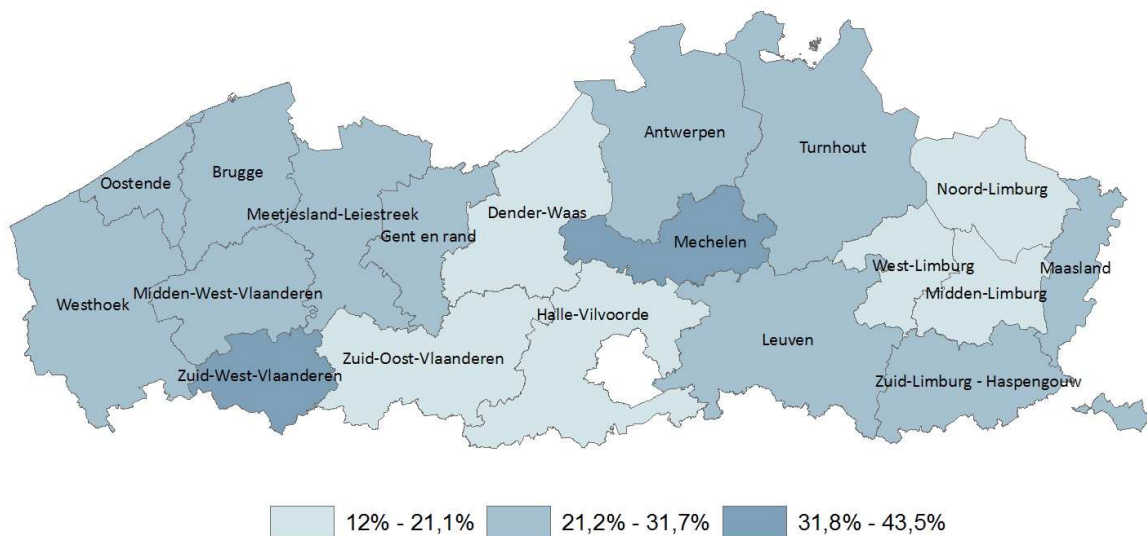 Antwerpen
Turnhout
Brugge
Oostende
Noord-Limburg
Meetjesland-Leiestreek
Dender-Waas
Gent en rand
Mechelen
West-Limburg
Maasland
Midden-West-Vlaanderen
Midden-Limburg
Westhoek
Halle-Vilvoorde
Leuven
Zuid-Oost-Vlaanderen
Zuid-West-Vlaanderen
Zuid-Limburg - Haspengouw
12% - 21,1%
21,2% - 31,7%
31,8% - 43,5%